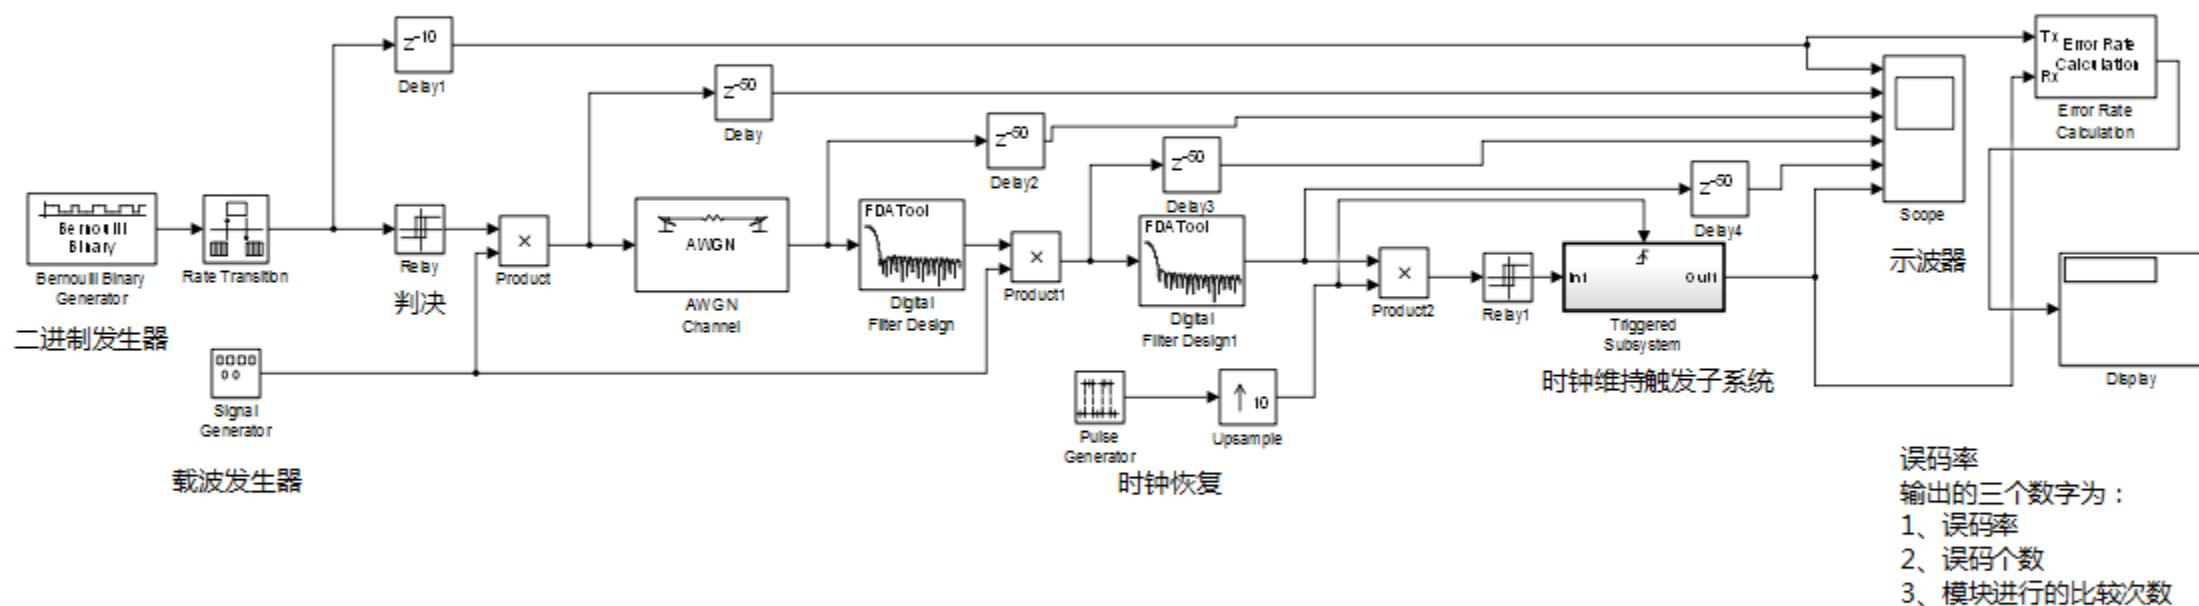 z-10
Delay1
z-50
Delay
z-50
Delay2
z-50
Delay3
z-50
Delay4
Tx
Rx
Error Rate
Calculation
Error Rate
Calculation
Scope
示波器
Bernoulli
Binary
Bernoulli Binary
Generator
二进制发生器
Rate Transition
Relay
判决
×
Product
AWGN
AWGN
Channel
FDATool
Digital
Filter Design
×
Product1
FDATool
Digital
Filter Design1
×
Product2
Relay1
In1
Out1
Triggered
Subsystem
时钟维持触发子系统
Display
Signal
Generator
载波发生器
Pulse
Generator
10
Upsample
时钟恢复
误码率
输出的三个数字为：
1、误码率
2、误码个数
3、模块进行的比较次数